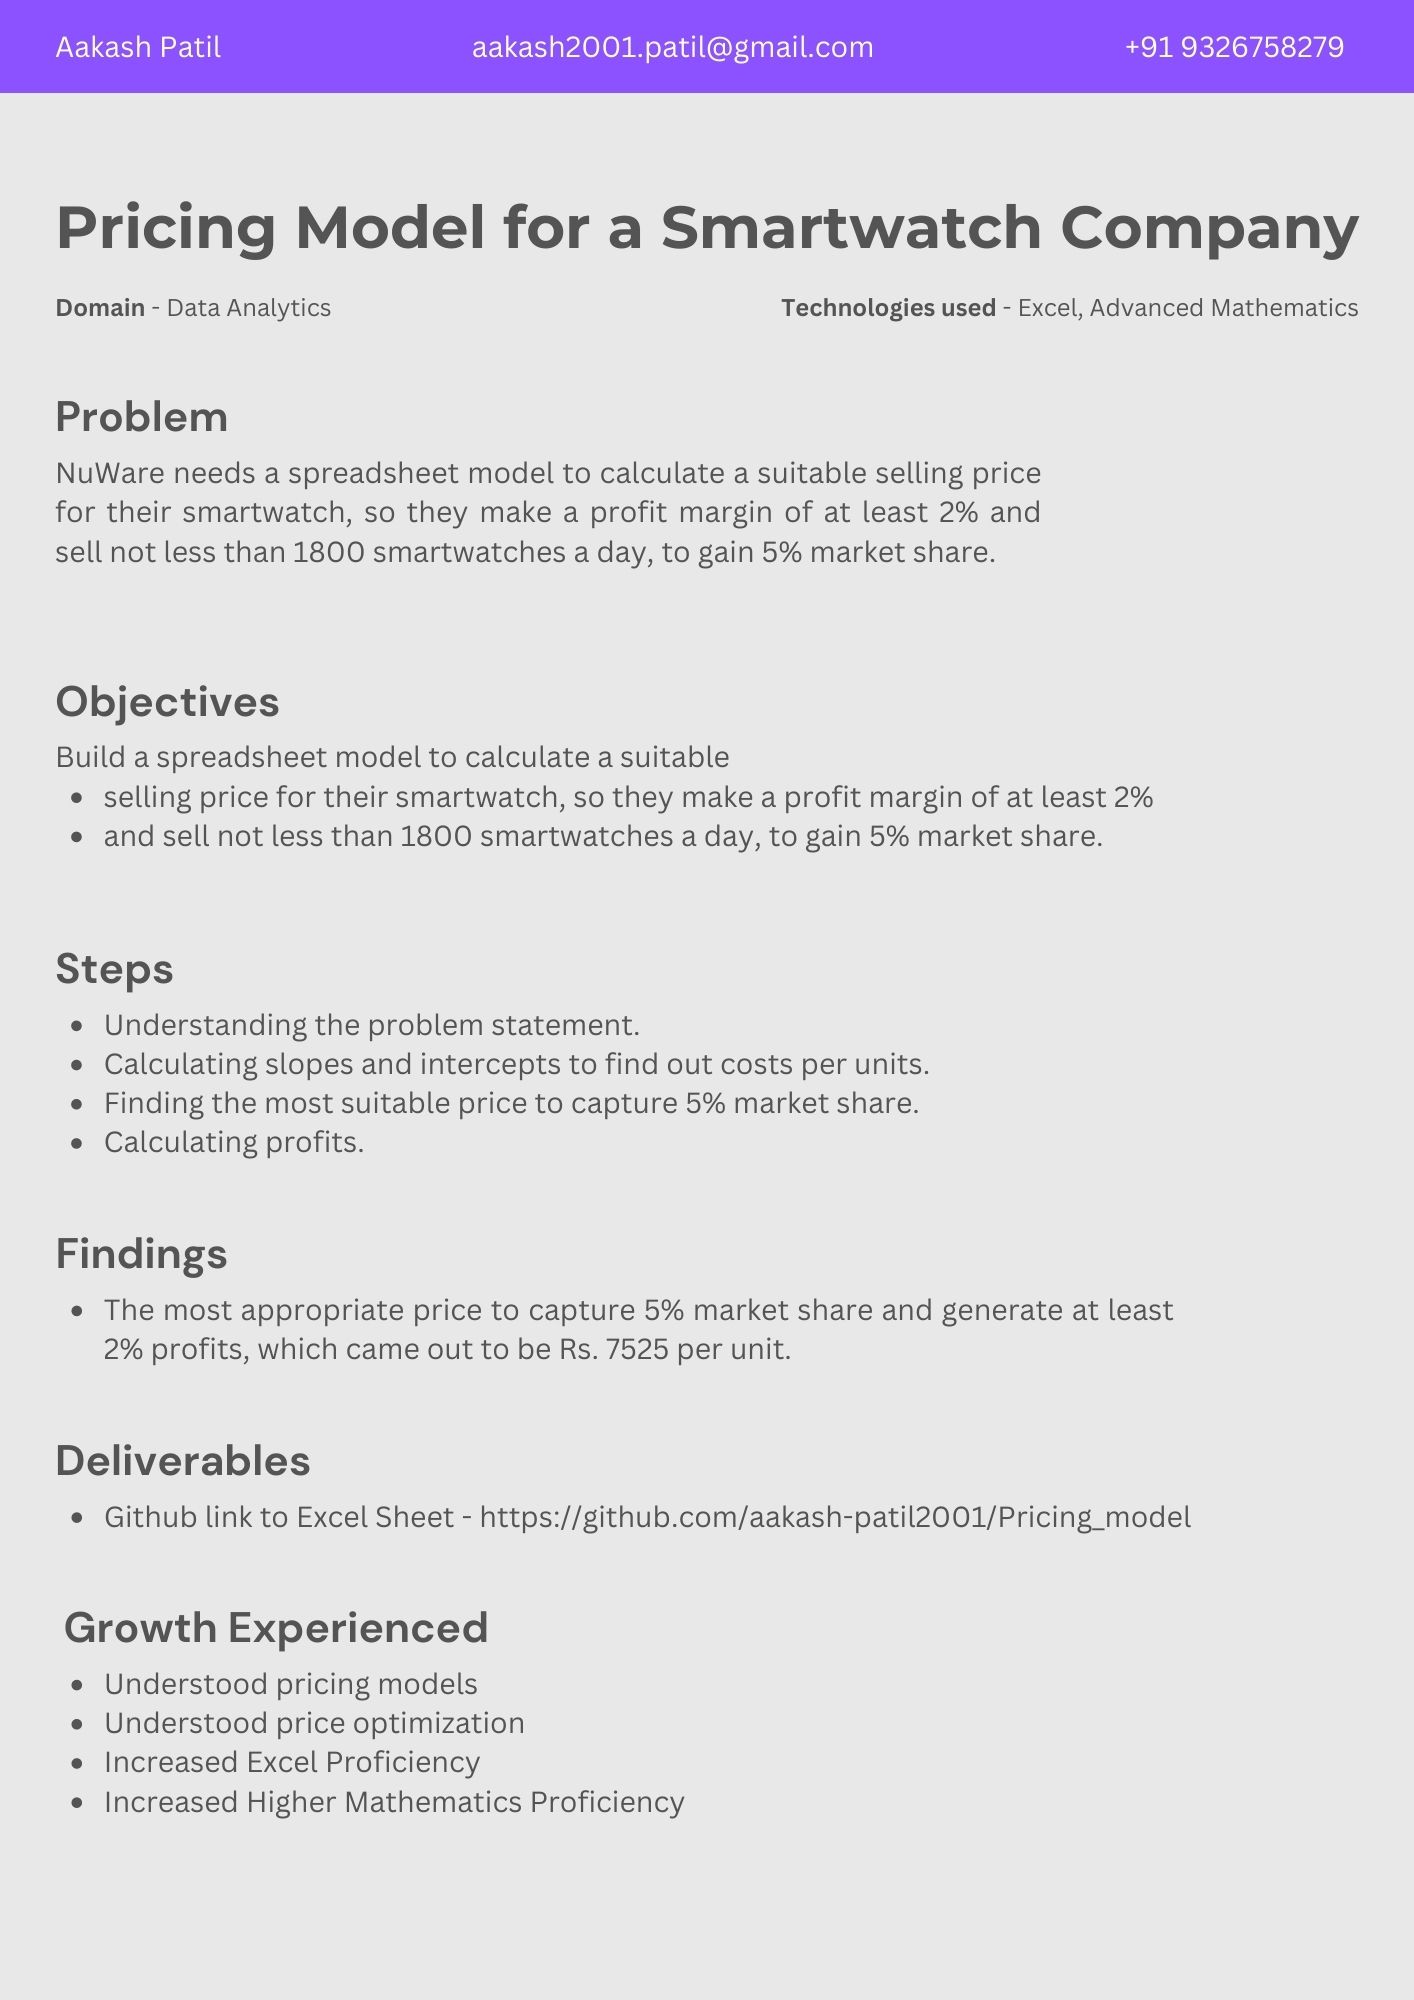 Aakash Patil
aakash2001.patil@gmail.com
+91 9326758279
Pricing Model for a Smartwatch Company
Domain - Data Analytics
Technologies used - Excel, Advanced Mathematics
Problem
NuWare needs a spreadsheet model to calculate a suitable selling price
for their smartwatch, so they make a profit margin of at least 2% and
sell not less than 1800 smartwatches a day, to gain 5% market share.
Objectives
Build a spreadsheet model to calculate a suitable
• selling price for their smartwatch, so they make a profit margin of at least 2%
• and sell not less than 1800 smartwatches a day, to gain 5% market share.
Steps
• Understanding the problem statement.
• Calculating slopes and intercepts to find out costs per units.
• Finding the most suitable price to capture 5% market share.
• Calculating profits.
Findings
• The most appropriate price to capture 5% market share and generate at least
2% profits, which came out to be Rs. 7525 per unit.
Deliverables
• Github link to Excel Sheet - https://github.com/aakash-patil2001/Pricing_model
Growth Experienced
• Understood pricing models
• Understood price optimization
• Increased Excel Proficiency
• Increased Higher Mathematics Proficiency